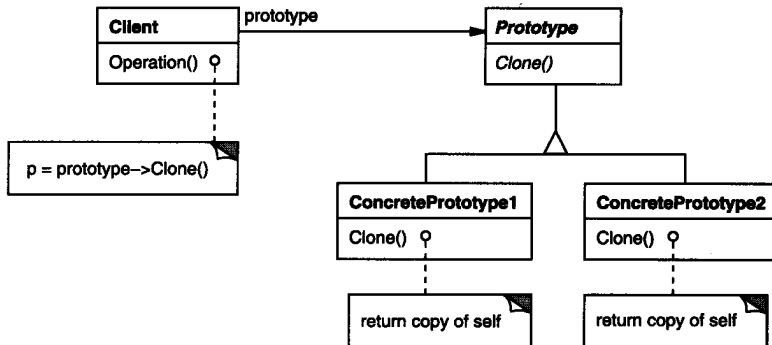 Client
prototype
Prototype
Operation()
Clone()
p = prototype–>Clone()
ConcretePrototype1
ConcretePrototype2
Clone()
Clone()
return copy of self
return copy of self